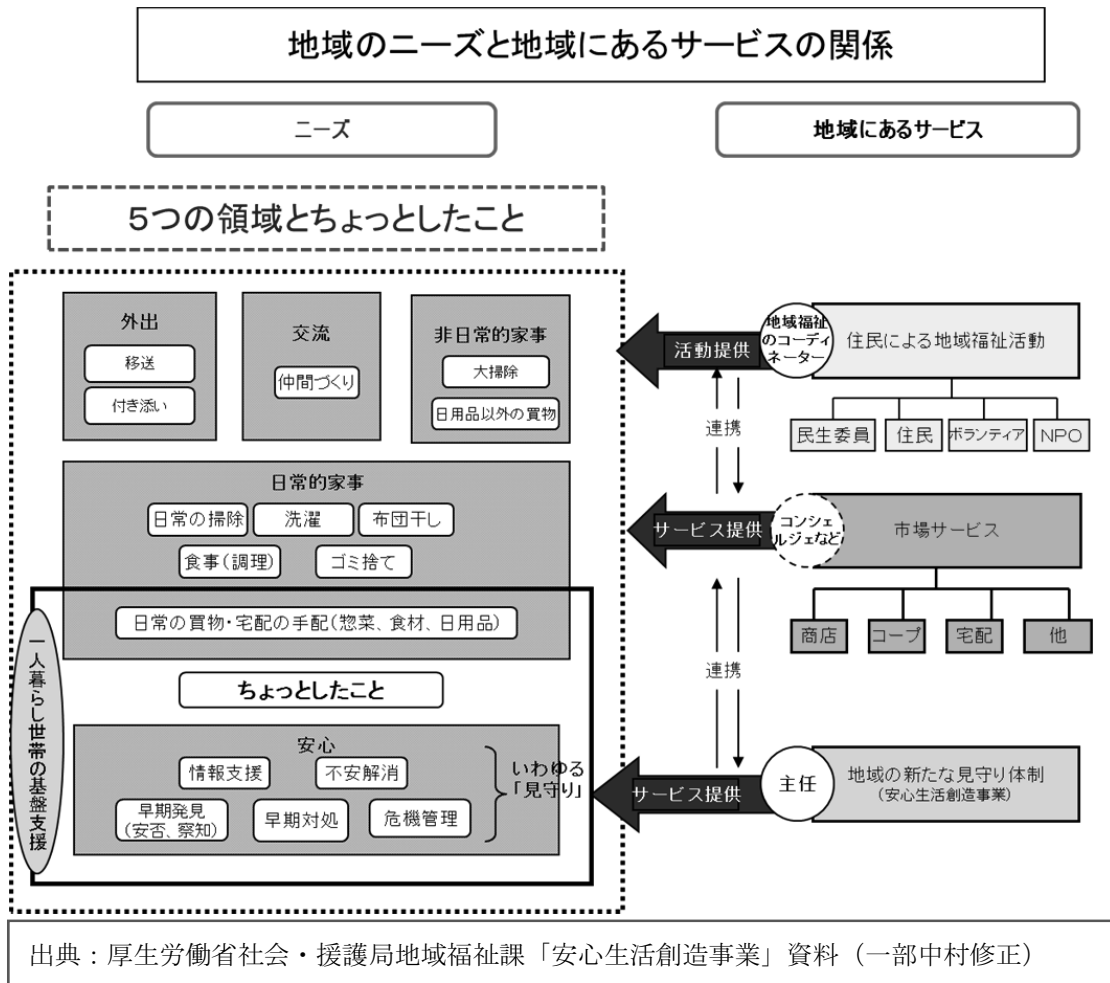 地域のニーズと地域にあるサービスの関係
ニーズ
地域にあるサービス
5つの領域とちょっとしたこと
外出
移送
付き添い
交流
仲間づくり
非日常的家事
大掃除
日用品以外の買物
活動提供
地域福祉
のコーディ
ネーター
住民による地域福祉活動
民生委員
住民
ボランティア
NPO
連携
日常的家事
日常の掃除
洗濯
布団干し
食事(調理)
ゴミ捨て
日常の買物・宅配の手配(惣菜、食材、日用品)
サービス提供
コンシェ
ルジェなど
市場サービス
商店
コープ
宅配
他
連携
一人暮らし世帯の基盤支援
ちょっとしたこと
安心
情報支援
不安解消
早期発見
(安否、察知)
早期対処
危機管理
いわゆる
「見守り」
サービス提供
主任
地域の新たな見守り体制
(安心生活創造事業)
出典:厚生労働省社会・援護局地域福祉課「安心生活創造事業」資料(一部中村修正)